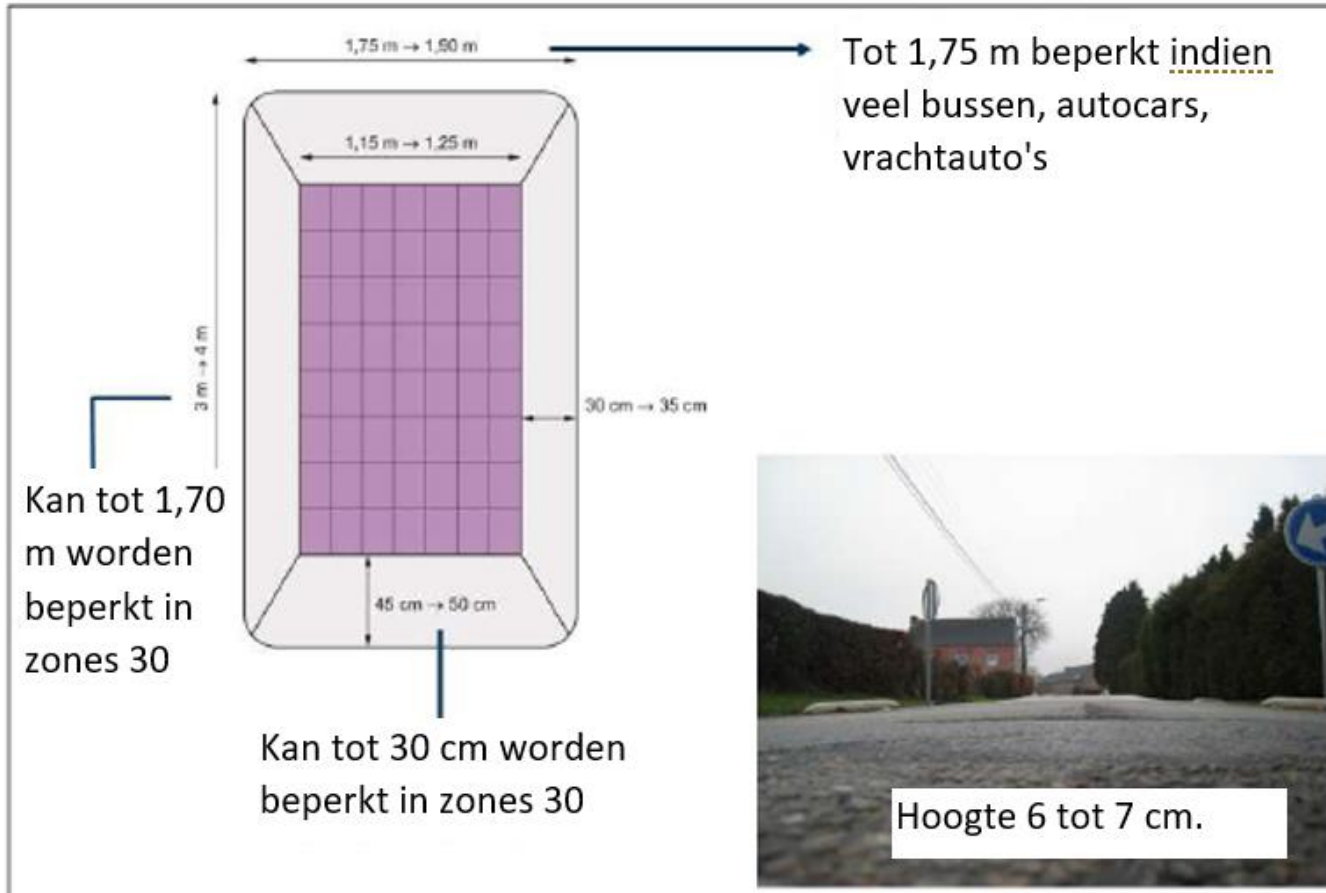 1,75 m → 1,90 m
Tot 1,75 m beperkt indien
veel bussen, autocars,
vrachtauto's
1,15 m → 1,25 m
3 m → 4 m
30 cm → 35 cm
Kan tot 1,70
m worden
beperkt in
zones 30
45 cm → 50 cm
Kan tot 30 cm worden
beperkt in zones 30
Hoogte 6 tot 7 cm.